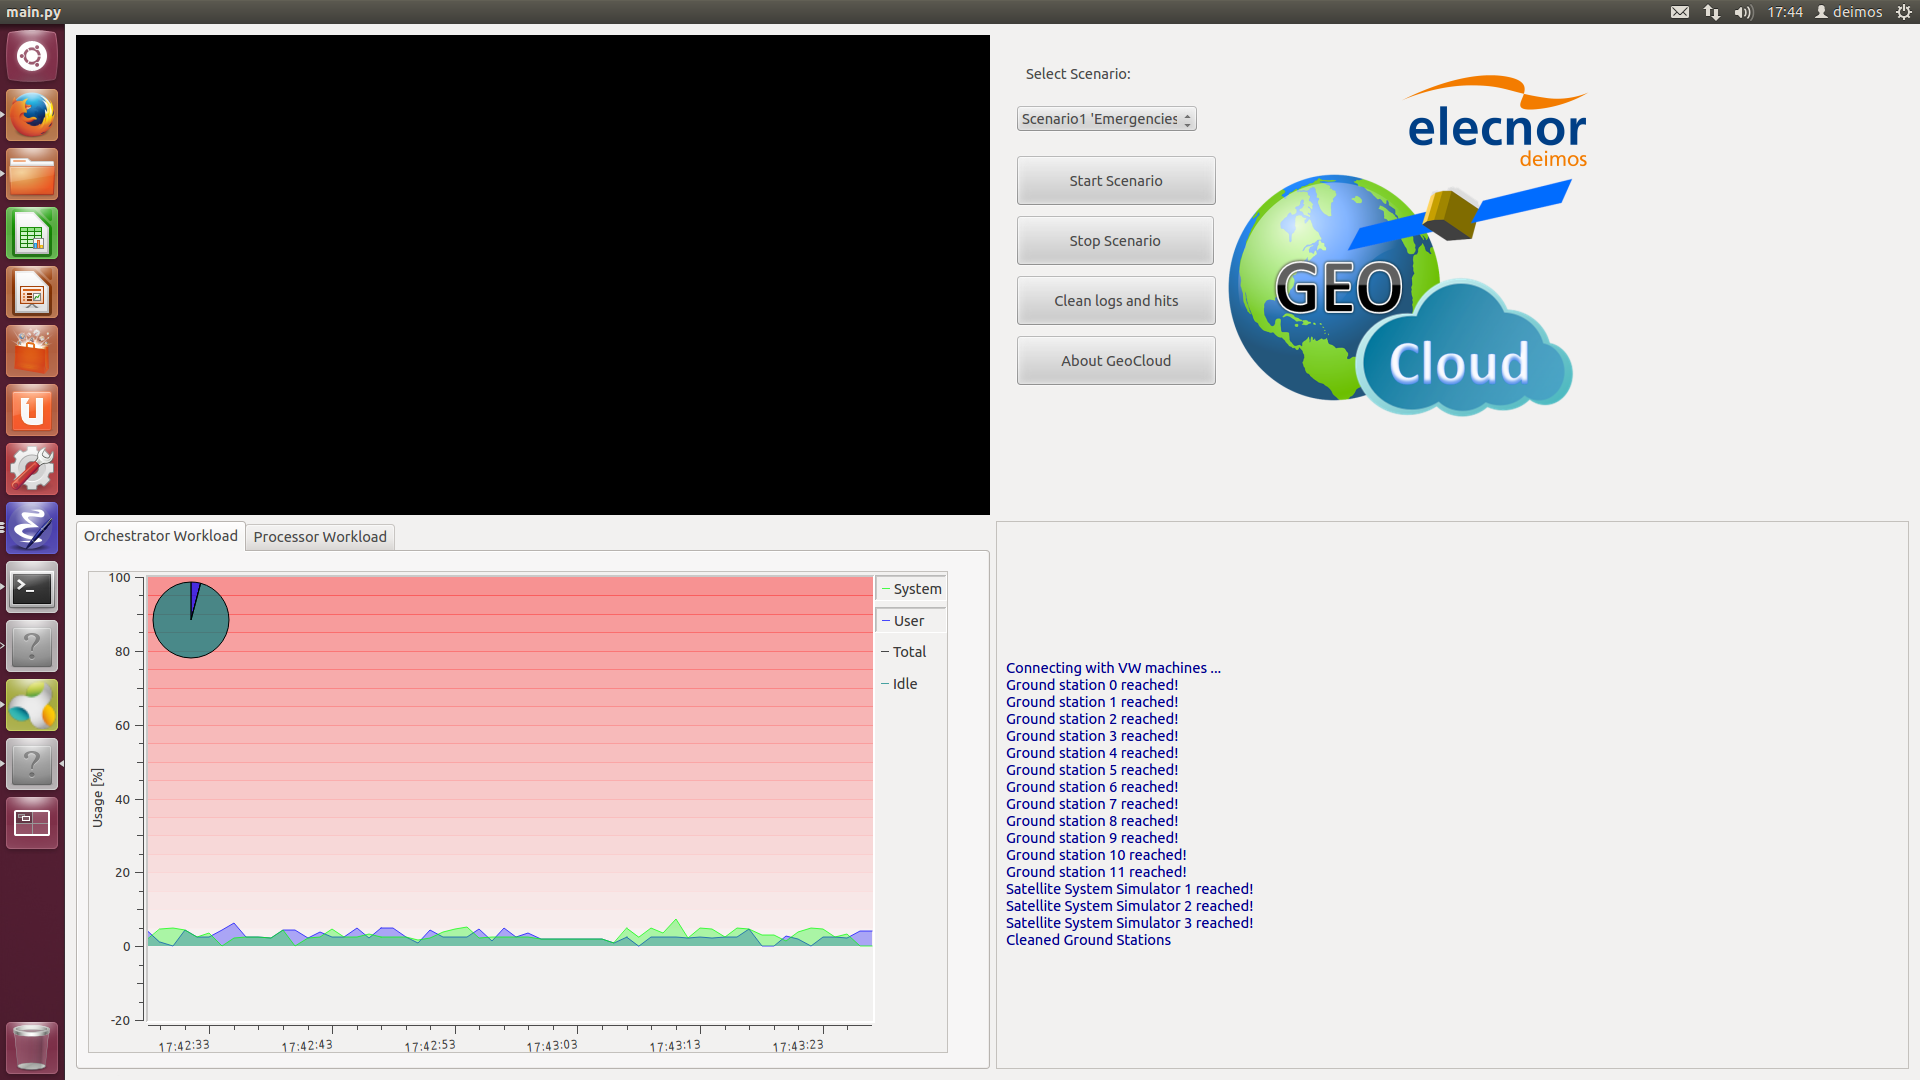 main.py
17:44
deimos
Select Scenario:
Scenario1 'Emergencies
Start Scenario
Stop Scenario
Clean logs and hits
About GeoCloud
elecnor
deimos
GEO
Cloud
Orchestrator Workload
Processor Workload
100
80
60
40
20
0
-20
Usage [%]
System
User
Total
Idle
17:42:33
17:42:43
17:42:53
17:43:03
17:43:13
17:43:23
Connecting with VW machines ...
Ground station 0 reached!
Ground station 1 reached!
Ground station 2 reached!
Ground station 3 reached!
Ground station 4 reached!
Ground station 5 reached!
Ground station 6 reached!
Ground station 7 reached!
Ground station 8 reached!
Ground station 9 reached!
Ground station 10 reached!
Ground station 11 reached!
Satellite System Simulator 1 reached!
Satellite System Simulator 2 reached!
Satellite System Simulator 3 reached!
Cleaned Ground Stations